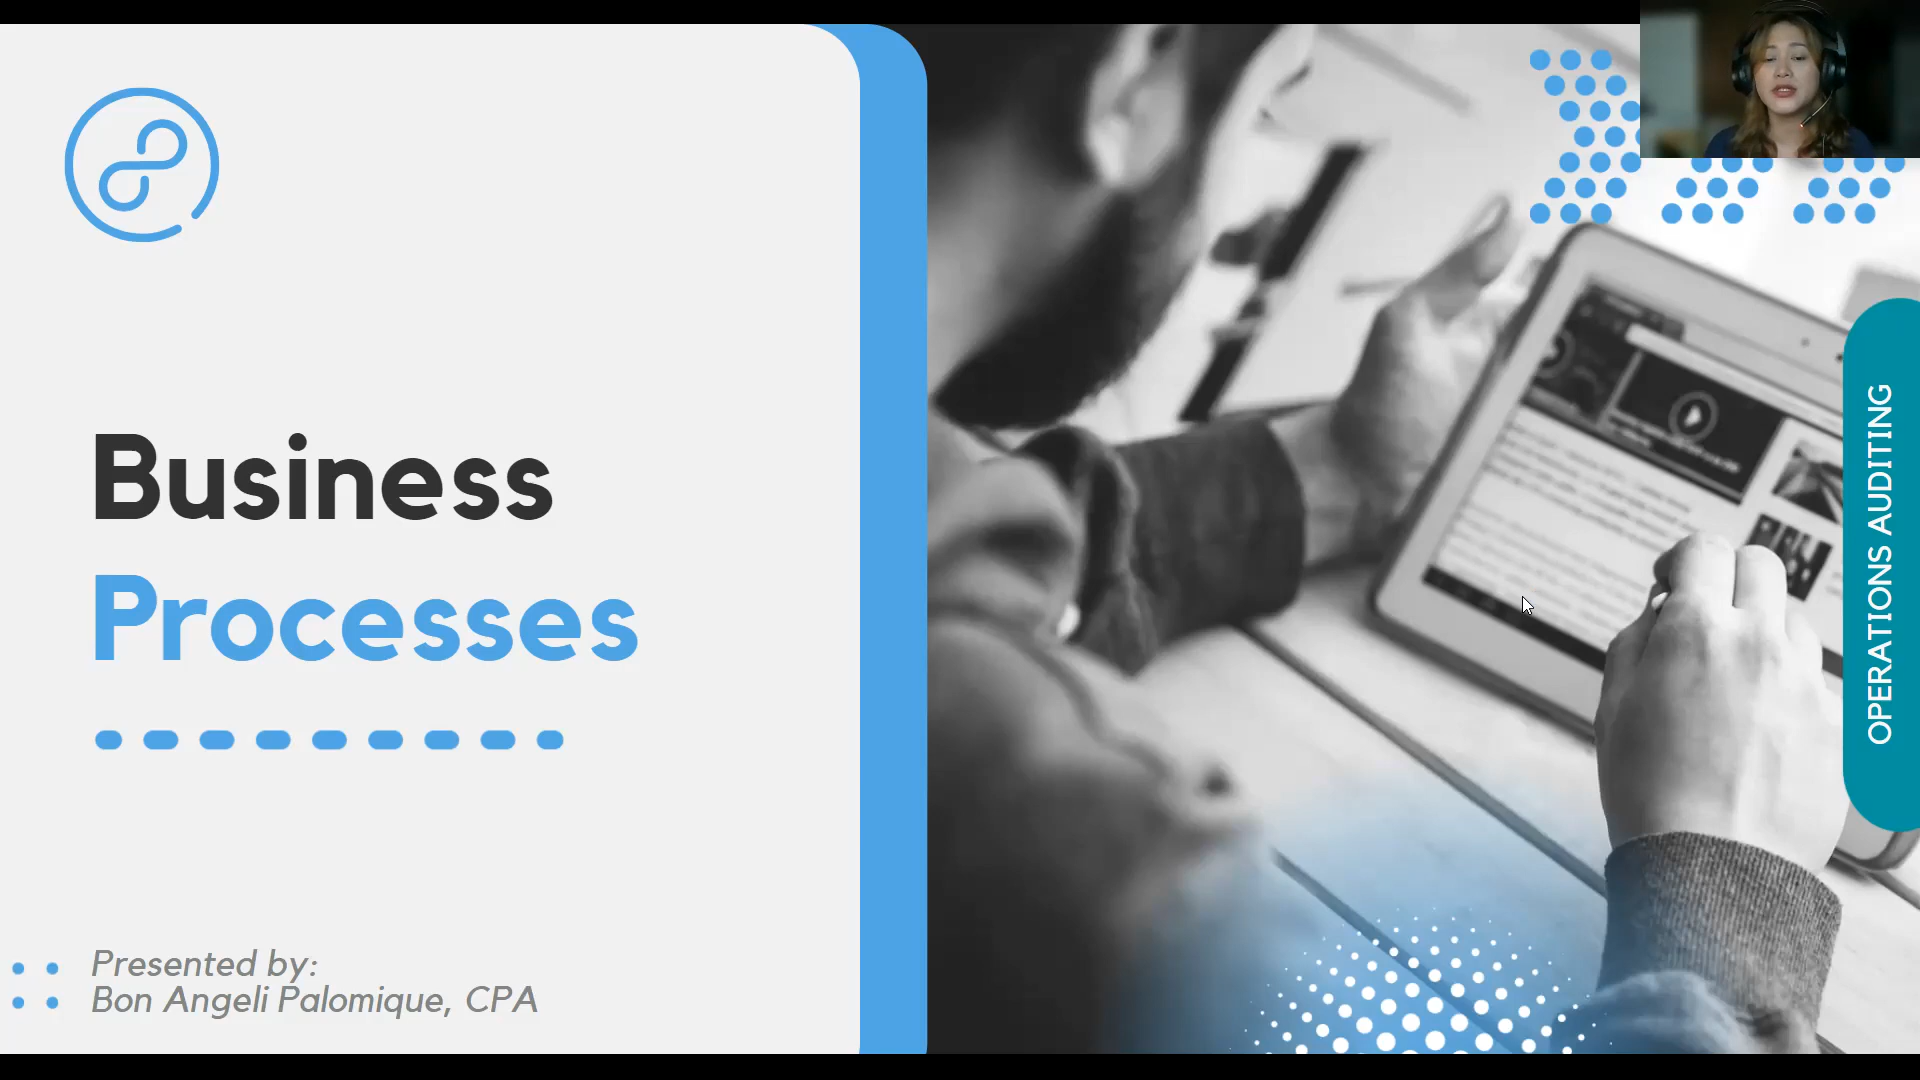 Business
Processes
Presented by:
Bon Angeli Palomique, CPA
OPERATIONS AUDITING